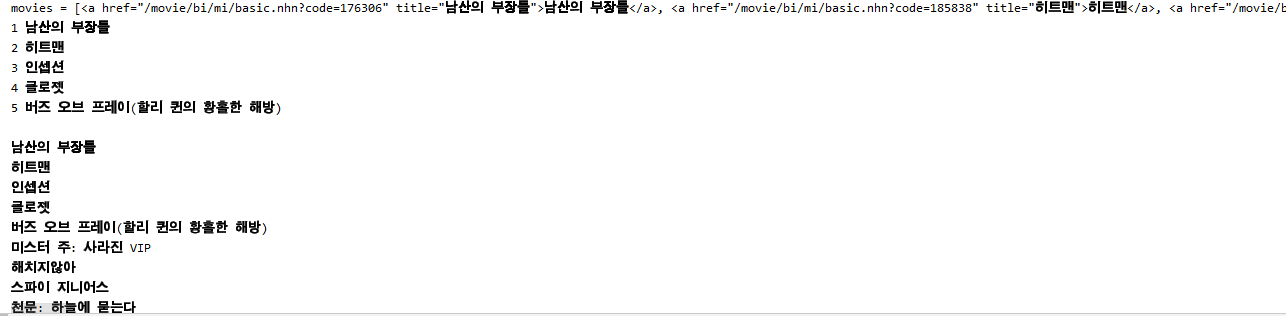 movies = [<a href="/movie/bi/mi/basic.nhn?code=176306" title="남산의 부장들">남산의 부장들</a>, <a href="/movie/bi/mi/basic.nhn?code=185838" title="히트맨">히트맨</a>, <a href="/movie/b
1 남산의 부장들
2 히트맨
3 인셉션
4 클로젯
5 버즈 오브 프레이(할리 퀸의 황홀한 해방)
남산의 부장들
히트맨
인셉션
클로젯
버즈 오브 프레이(할리 퀸의 황홀한 해방)
미스터 주: 사라진 VIP
해치지않아
스파이 지니어스
천문: 하늘에 묻는다